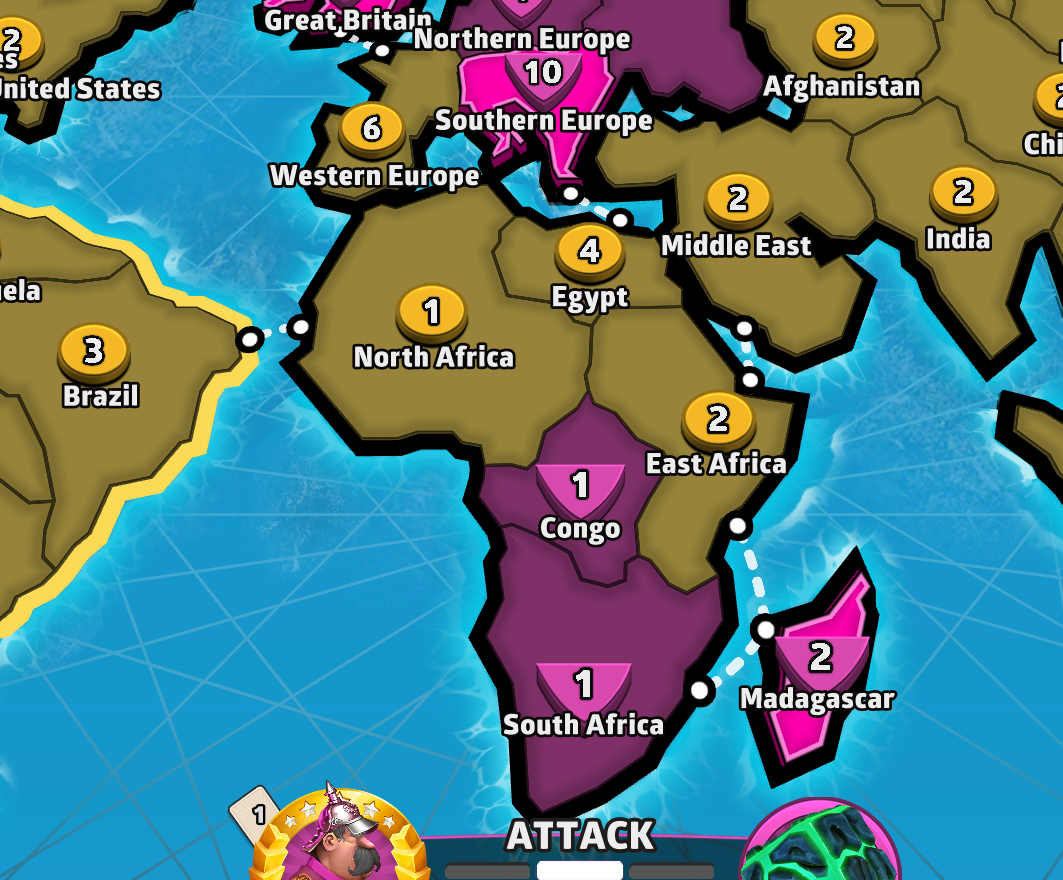 Great Britain
2
Northern Europe
2
es
United States
10
Afghanistan
6
Southern Europe
Western Europe
2
2
India
Middle East
4
Egypt
ela
1
North Africa
3
Brazil
2
East Africa
1
Congo
2
Madagascar
1
South Africa
1
ATTACK